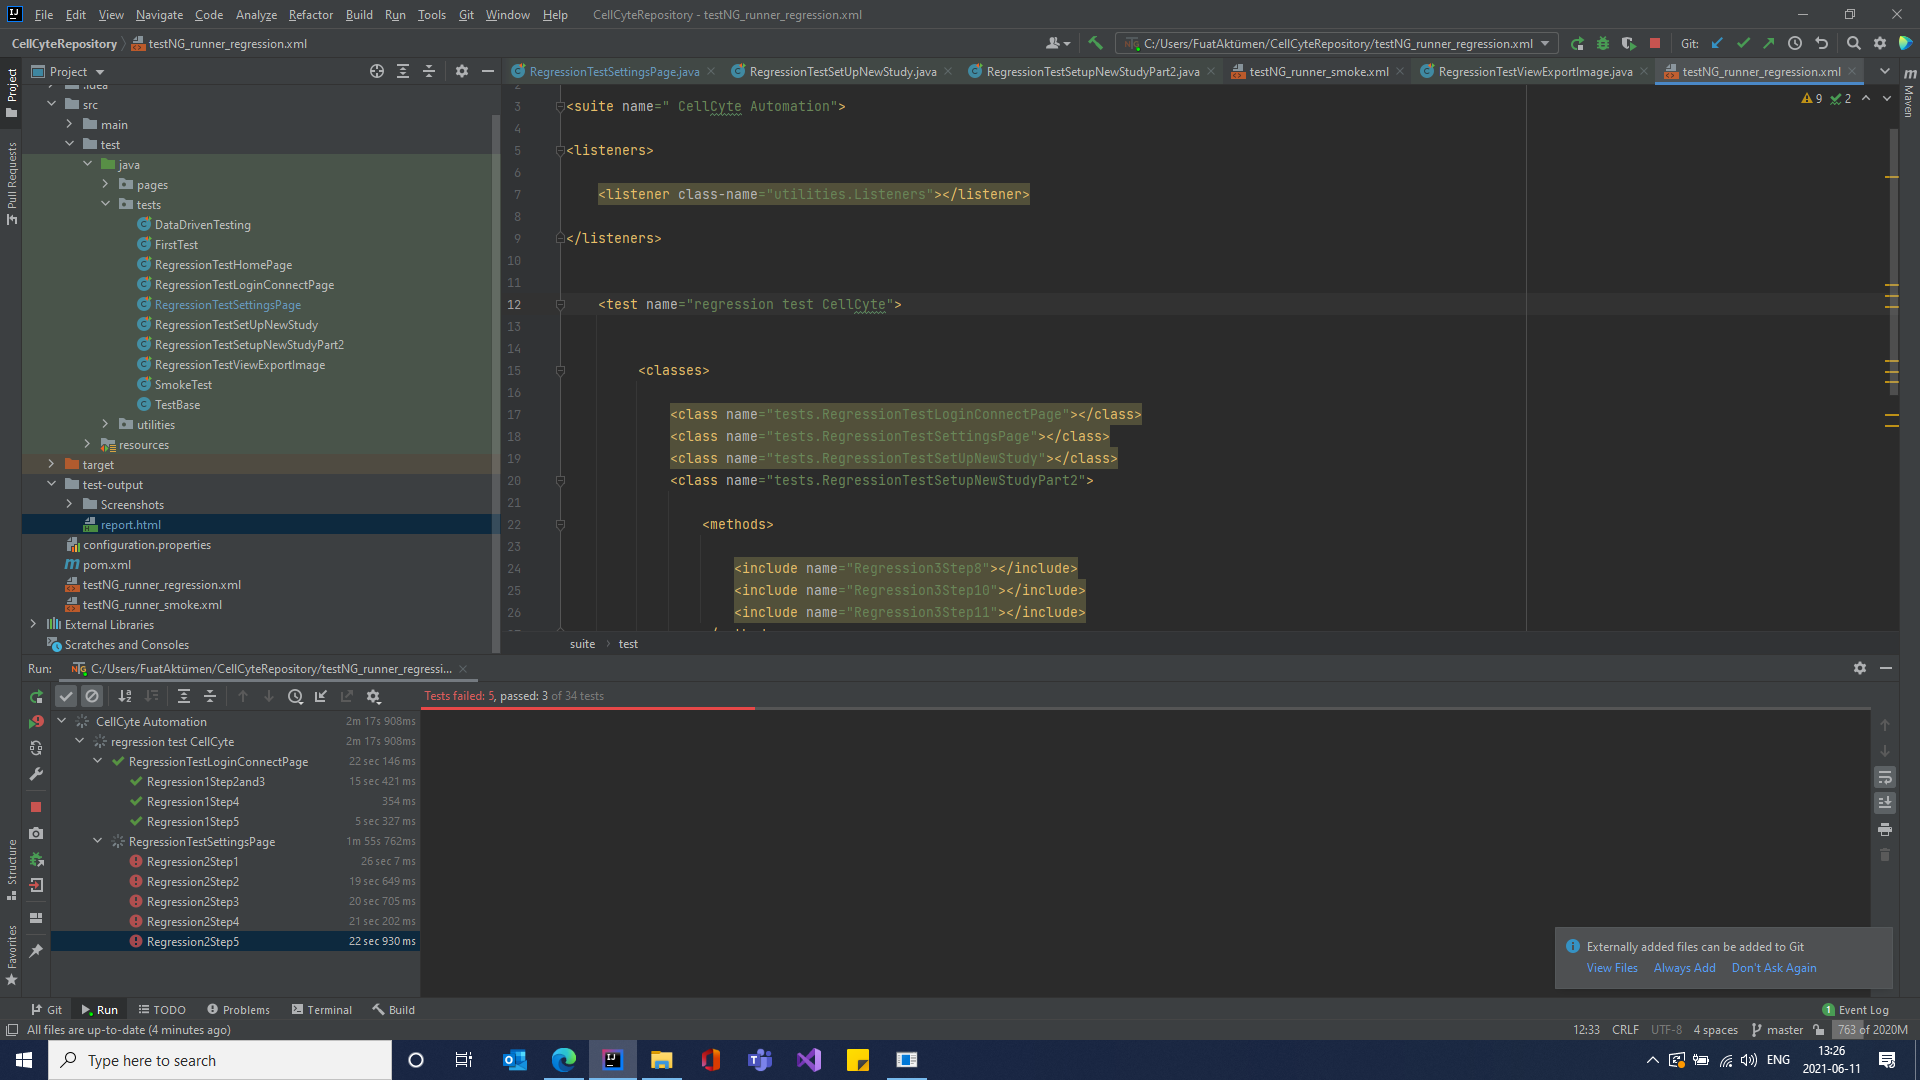 File Edit View Navigate Code Analyze Refactor Build Run Tools Git Window Help CellCyteRepository - testNG_runner_regression.xml
CellCyteRepository testNG_runner_regression.xml C:/Users/FuatAktümen/CellCyteRepository/testNG_runner_regression.xml Git:
Project RegressionTestSettingsPage.java RegressionTestSetUpNewStudy.java RegressionTestSetupNewStudyPart2.java testNG_runner_smoke.xml RegressionTestViewExportImage.java testNG_runner_regression.xml
Project
Pull Requests
Structure
Favorites
Maven
.idea
src
main
test
java
pages
tests
DataDrivenTesting
FirstTest
RegressionTestHomePage
RegressionTestLoginConnectPage
RegressionTestSettingsPage
RegressionTestSetUpNewStudy
RegressionTestSetupNewStudyPart2
RegressionTestViewExportImage
SmokeTest
TestBase
utilities
resources
target
test-output
Screenshots
report.html
configuration.properties
pom.xml
testNG_runner_regression.xml
testNG_runner_smoke.xml
External Libraries
Scratches and Consoles
9 2
2
3 <suite name=" CellCyte Automation">
4
5 <listeners>
6
7 <listener class-name="utilities.Listeners"></listener>
8
9 </listeners>
10
11
12 <test name="regression test CellCyte">
13
14
15 <classes>
16
17 <class name="tests.RegressionTestLoginConnectPage"></class>
18 <class name="tests.RegressionTestSettingsPage"></class>
19 <class name="tests.RegressionTestSetUpNewStudy"></class>
20 <class name="tests.RegressionTestSetupNewStudyPart2">
21
22 <methods>
23
24 <include name="Regression3Step8"></include>
25 <include name="Regression3Step10"></include>
26 <include name="Regression3Step11"></include>
suite test
Run: C:/Users/FuatAktümen/CellCyteRepository/testNG_runner_regressi...
Tests failed: 5, passed: 3 of 34 tests
CellCyte Automation 2m 17s 908ms
regression test CellCyte 2m 17s 908ms
RegressionTestLoginConnectPage 22 sec 146 ms
Regression1Step2and3 15 sec 421 ms
Regression1Step4 354 ms
Regression1Step5 5 sec 327 ms
RegressionTestSettingsPage 1m 55s 762ms
Regression2Step1 26 sec 7 ms
Regression2Step2 19 sec 649 ms
Regression2Step3 20 sec 705 ms
Regression2Step4 21 sec 202 ms
Regression2Step5 22 sec 930 ms
Externally added files can be added to Git
View Files Always Add Don't Ask Again
Git Run TODO Problems Terminal Build 1 Event Log
All files are up-to-date (4 minutes ago) 12:33 CRLF UTF-8 4 spaces master 763 of 2020M
Type here to search ENG 13:26
2021-06-11